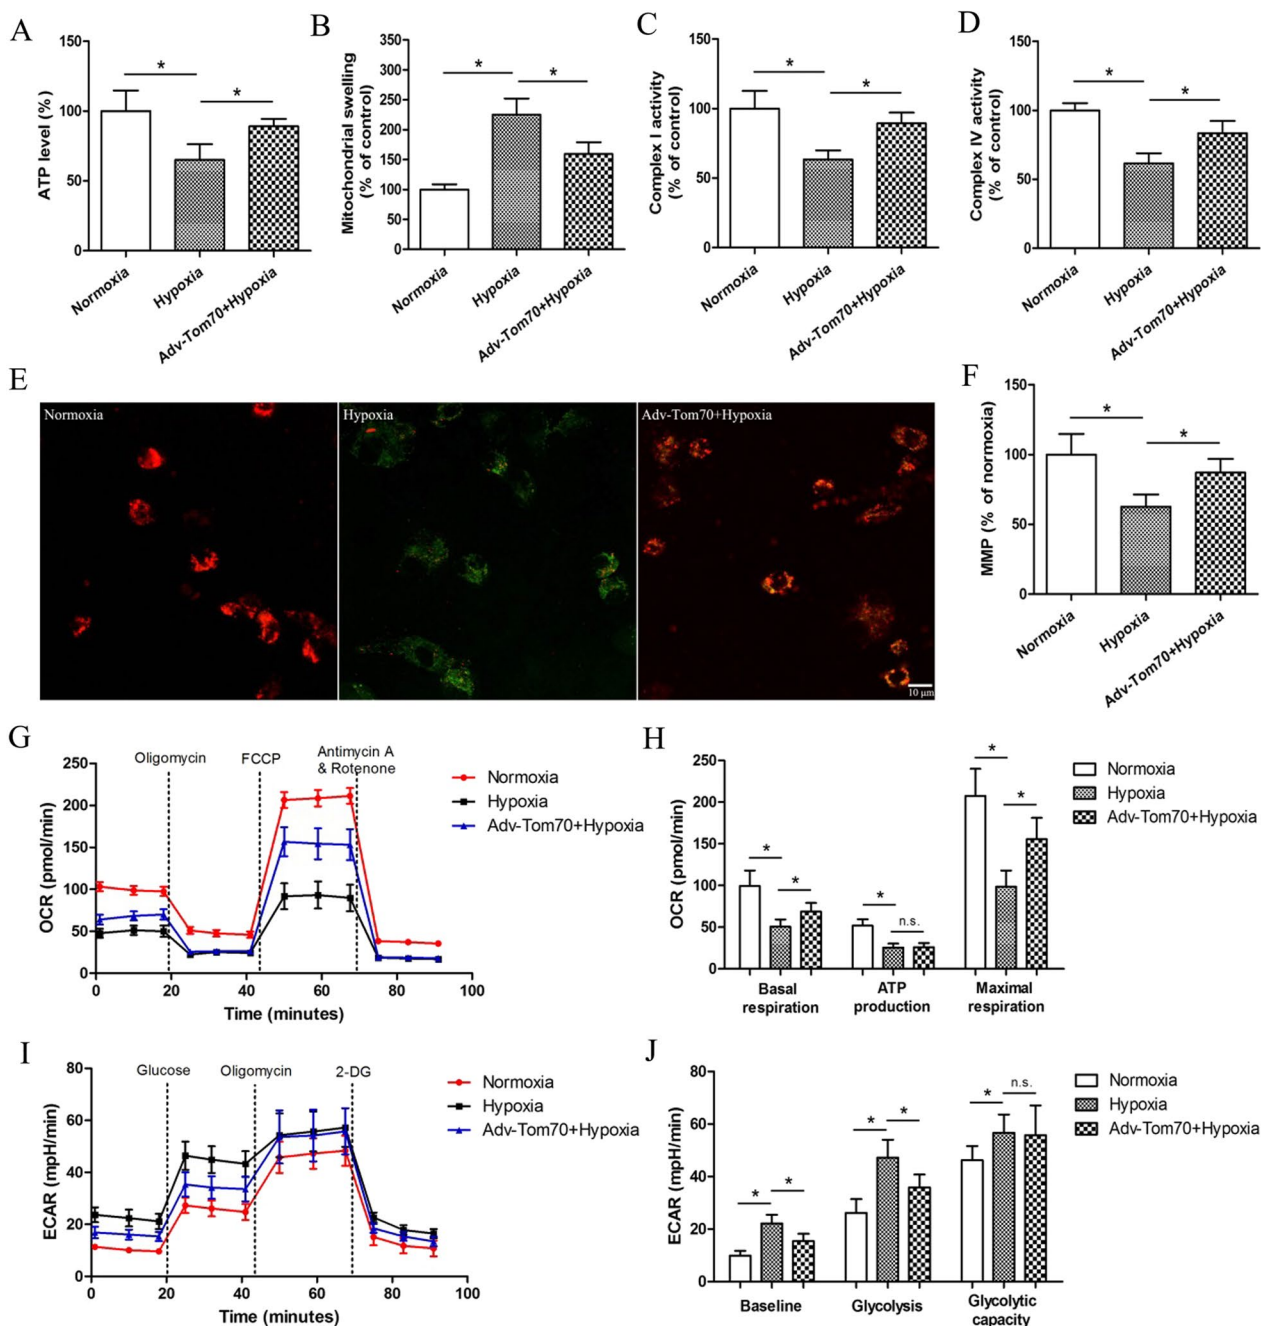 A
150
100
50
0
ATP level (%)
*
*
Normoxia
Hypoxia
Adv-Tom70+Hypoxia
B
350
300
250
200
150
100
50
0
Mitochondrial swelling
(% of control)
*
*
Normoxia
Hypoxia
Adv-Tom70+Hypoxia
C
150
100
50
0
Complex I activity
(% of control)
*
*
Normoxia
Hypoxia
Adv-Tom70+Hypoxia
D
150
100
50
0
Complex IV activity
(% of control)
*
*
Normoxia
Hypoxia
Adv-Tom70+Hypoxia
E
Normoxia
Hypoxia
Adv-Tom70+Hypoxia
10 μm
F
150
100
50
0
MMP (% of normoxia)
*
*
Normoxia
Hypoxia
Adv-Tom70+Hypoxia
G
250
200
150
100
50
0
OCR (pmol/min)
Oligomycin
FCCP
Antimycin A
& Rotenone
Normoxia
Hypoxia
Adv-Tom70+Hypoxia
0 20 40 60 80 100
Time (minutes)
H
250
200
150
100
50
0
OCR (pmol/min)
*
*
*
n.s.
*
*
Normoxia
Hypoxia
Adv-Tom70+Hypoxia
Basal
respiration
ATP
production
Maximal
respiration
I
80
60
40
20
0
ECAR (mpH/min)
Glucose
Oligomycin
2-DG
Normoxia
Hypoxia
Adv-Tom70+Hypoxia
0 20 40 60 80 100
Time (minutes)
J
80
60
40
20
0
ECAR (mpH/min)
*
*
*
*
*
n.s.
Normoxia
Hypoxia
Adv-Tom70+Hypoxia
Baseline
Glycolysis
Glycolytic
capacity